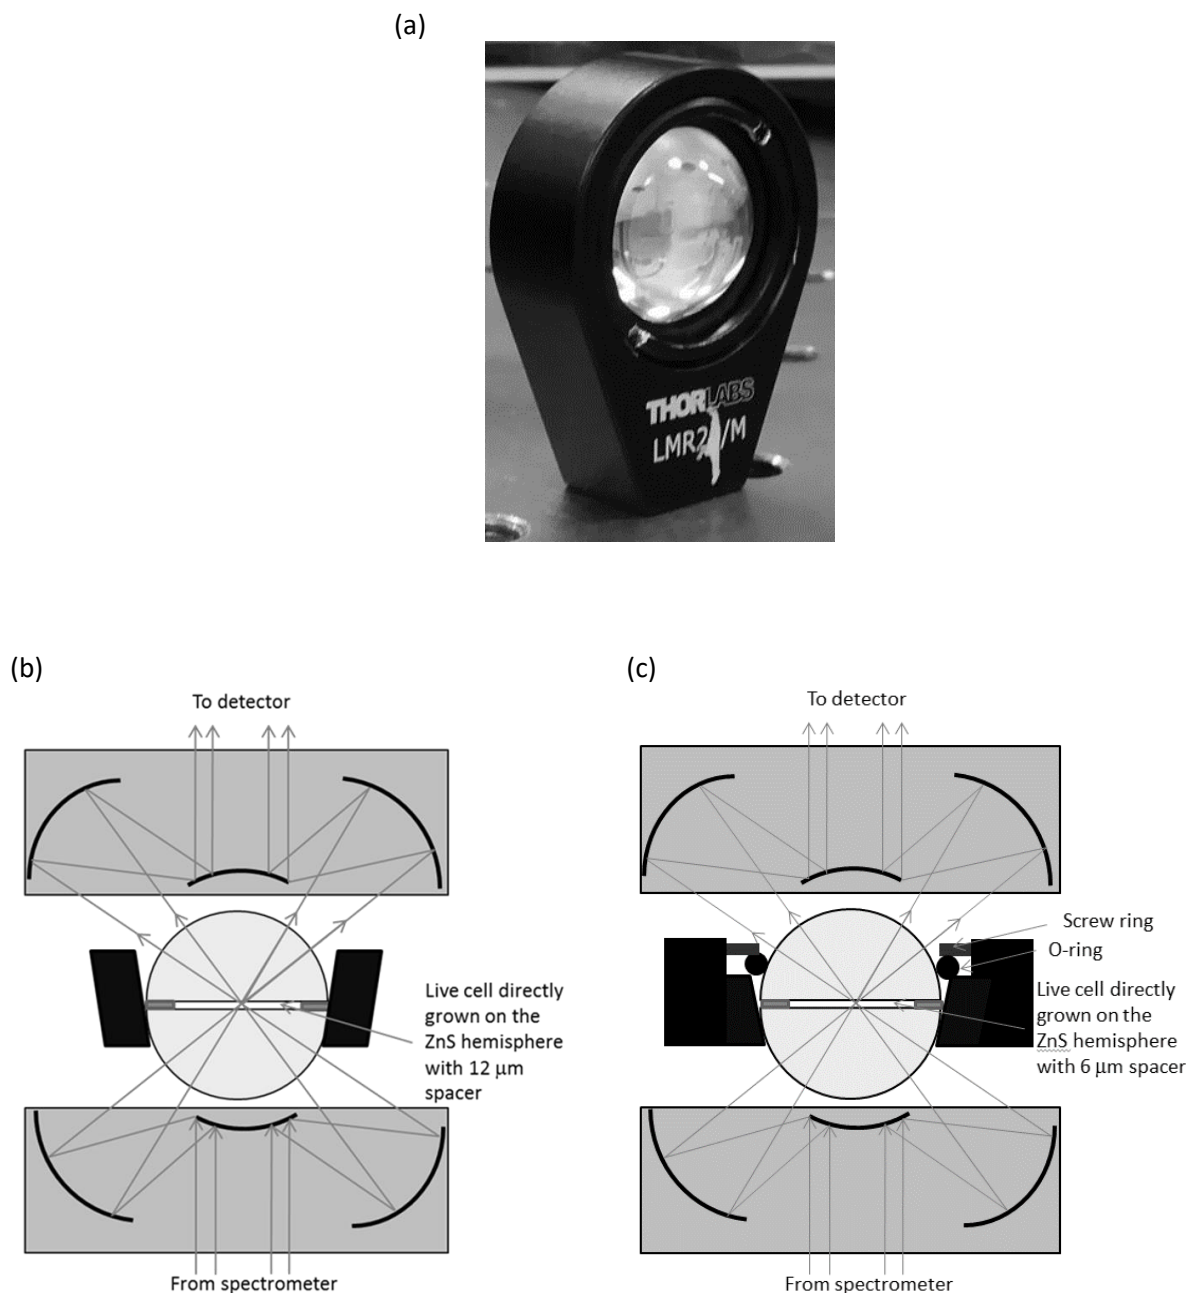 (a)
THORLABS
LMR2 /M
(b)
To detector
Live cell directly
grown on the
ZnS hemisphere
with 12 μm
spacer
From spectrometer
(c)
To detector
Screw ring
O-ring
Live cell directly
grown on the
ZnS hemisphere
with 6 μm spacer
From spectrometer